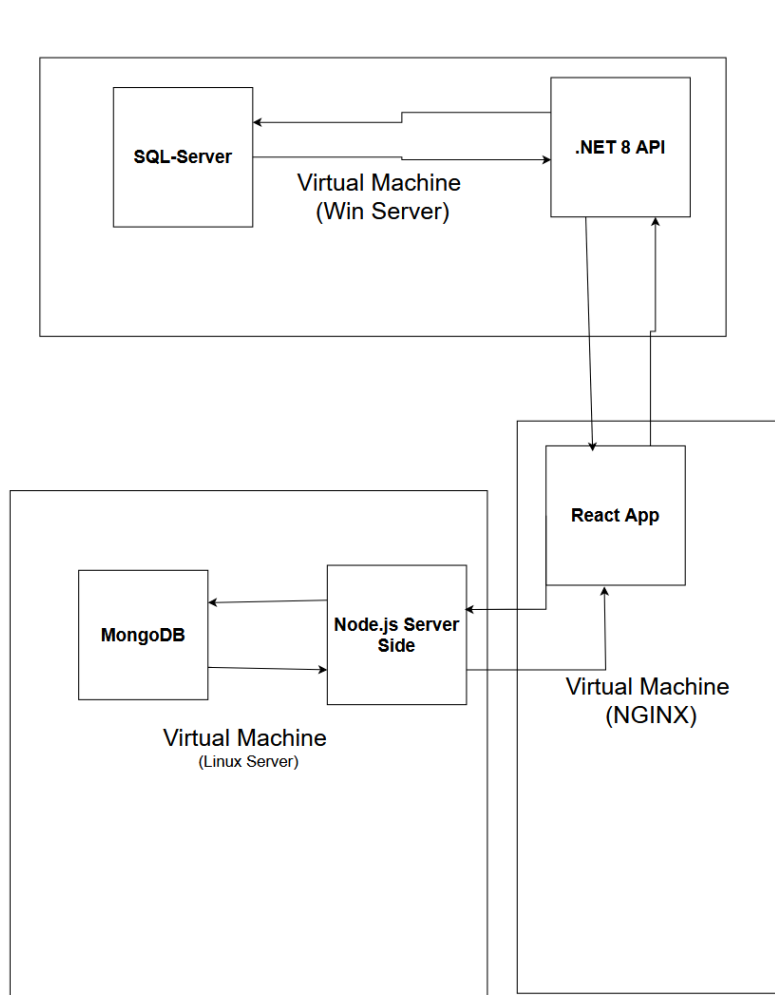 SQL-Server
.NET 8 API
Virtual Machine
(Win Server)
React App
MongoDB
Node.js Server
Side
Virtual Machine
(NGINX)
Virtual Machine
(Linux Server)